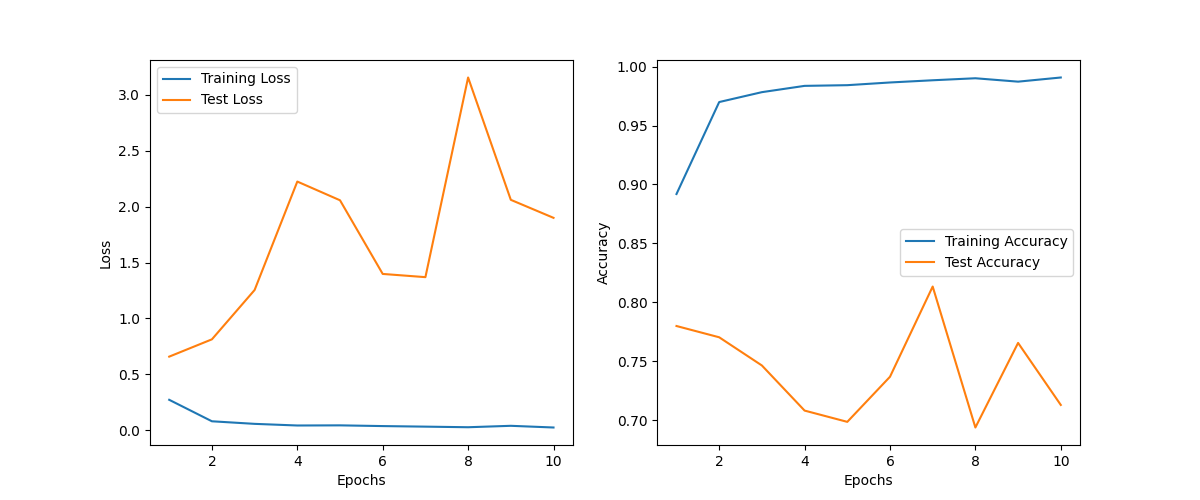 Training Loss
Test Loss
3.0
2.5
2.0
1.5
1.0
0.5
0.0
2 4 6 8 10
Epochs
Loss
1.00
0.95
0.90
0.85
0.80
0.75
0.70
Training Accuracy
Test Accuracy
2 4 6 8 10
Epochs
Accuracy